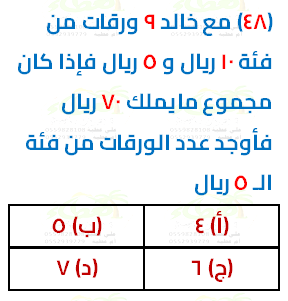 (٤٨) مع خالد ٩ ورقات من
فئة ١٠ ريال و ٥ ريال فإذا كان
مجموع مايملك ٧٠ ريال
فأوجد عدد الورقات من فئة
الـ ٥ ريال
(أ) ٤
(ب) ٥
(ج) ٦
(د) ٧